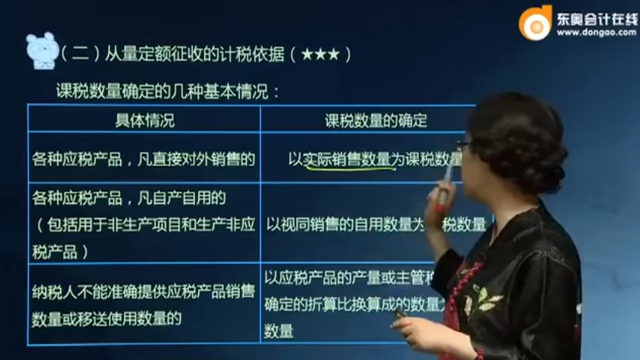 东奥会计在线
www.dongao.com
（二）从量定额征收的计税依据（★★★）
课税数量确定的几种基本情况：
具体情况
课税数量的确定
各种应税产品，凡直接对外销售的
以实际销售数量为课税数量
各种应税产品，凡自产自用的
（包括用于非生产项目和生产非应
税产品）
以视同销售的自用数量为税数量
纳税人不能准确提供应税产品销售
数量或移送使用数量的
以应税产品的产量或主管税
确定的折算比换算成的数量
数量